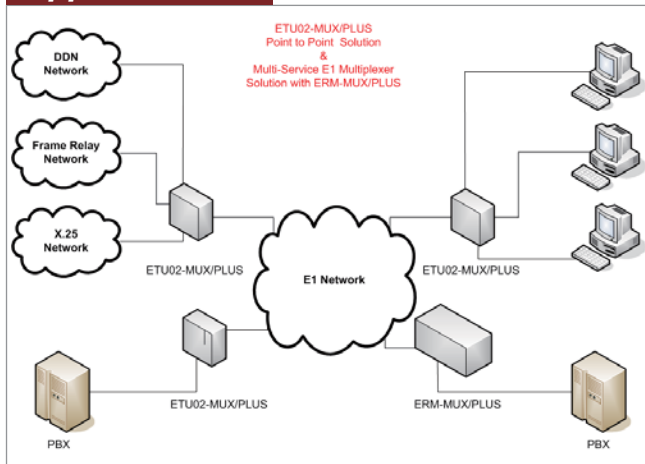 ETU02-MUX/PLUS
Point to Point Solution
&
Multi-Service E1 Multiplexer
Solution with ERM-MUX/PLUS
DDN
Network
Frame Relay
Network
X.25
Network
ETU02-MUX/PLUS
E1 Network
ETU02-MUX/PLUS
ETU02-MUX/PLUS
ERM-MUX/PLUS
PBX
PBX